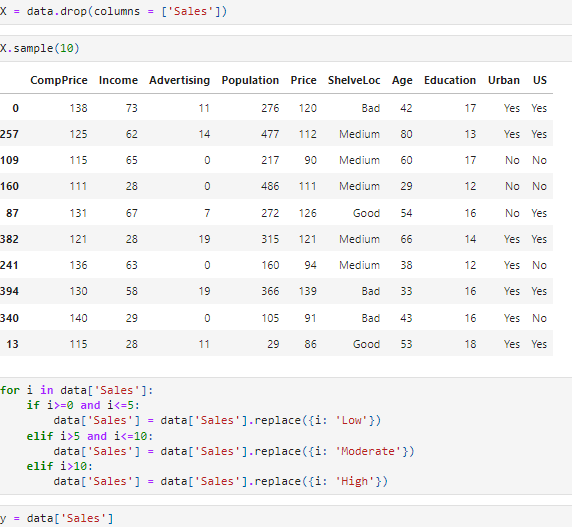 X = data.drop(columns = ['Sales'])
X.sample(10)
CompPrice Income Advertising Population Price ShelveLoc Age Education Urban US
0 138 73 11 276 120 Bad 42 17 Yes Yes
257 125 62 14 477 112 Medium 80 13 Yes Yes
109 115 65 0 217 90 Medium 60 17 No No
160 111 28 0 486 111 Medium 29 12 No No
87 131 67 7 272 126 Good 54 16 No Yes
382 121 28 19 315 121 Medium 66 14 Yes Yes
241 136 63 0 160 94 Medium 38 12 Yes No
394 130 58 19 366 139 Bad 33 16 Yes Yes
340 140 29 0 105 91 Bad 43 16 Yes No
13 115 28 11 29 86 Good 53 18 Yes Yes
for i in data['Sales']:
    if i>=0 and i<=5:
        data['Sales'] = data['Sales'].replace({i: 'Low'})
    elif i>5 and i<=10:
        data['Sales'] = data['Sales'].replace({i: 'Moderate'})
    elif i>10:
        data['Sales'] = data['Sales'].replace({i: 'High'})
y = data['Sales']